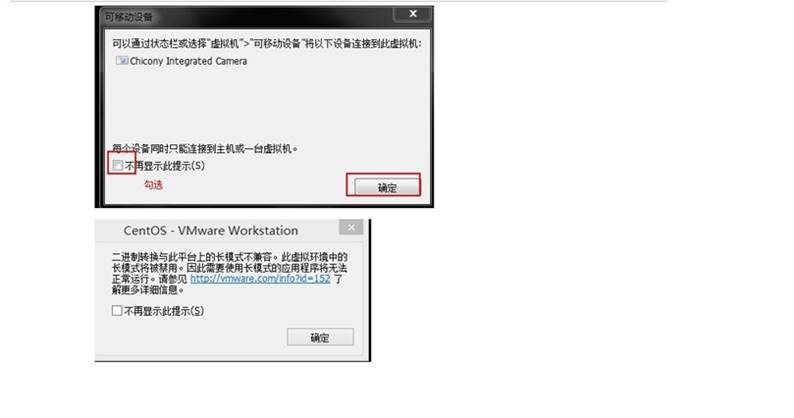 可移动设备
可以通过状态栏或选择"虚拟机">"可移动设备"将以下设备连接到此虚拟机:
Chicony Integrated Camera
每个设备同时只能连接到主机或一台虚拟机。
不再显示此提示(S)
勾选
确定
CentOS - VMware Workstation
二进制转换与此平台上的长模式不兼容。此虚拟环境中的
长模式将被禁用。因此需要使用长模式的应用程序将无法
正常运行。请参见 http://vmware.com/info?id=152 了
解更多详细信息。
不再显示此提示(S)
确定